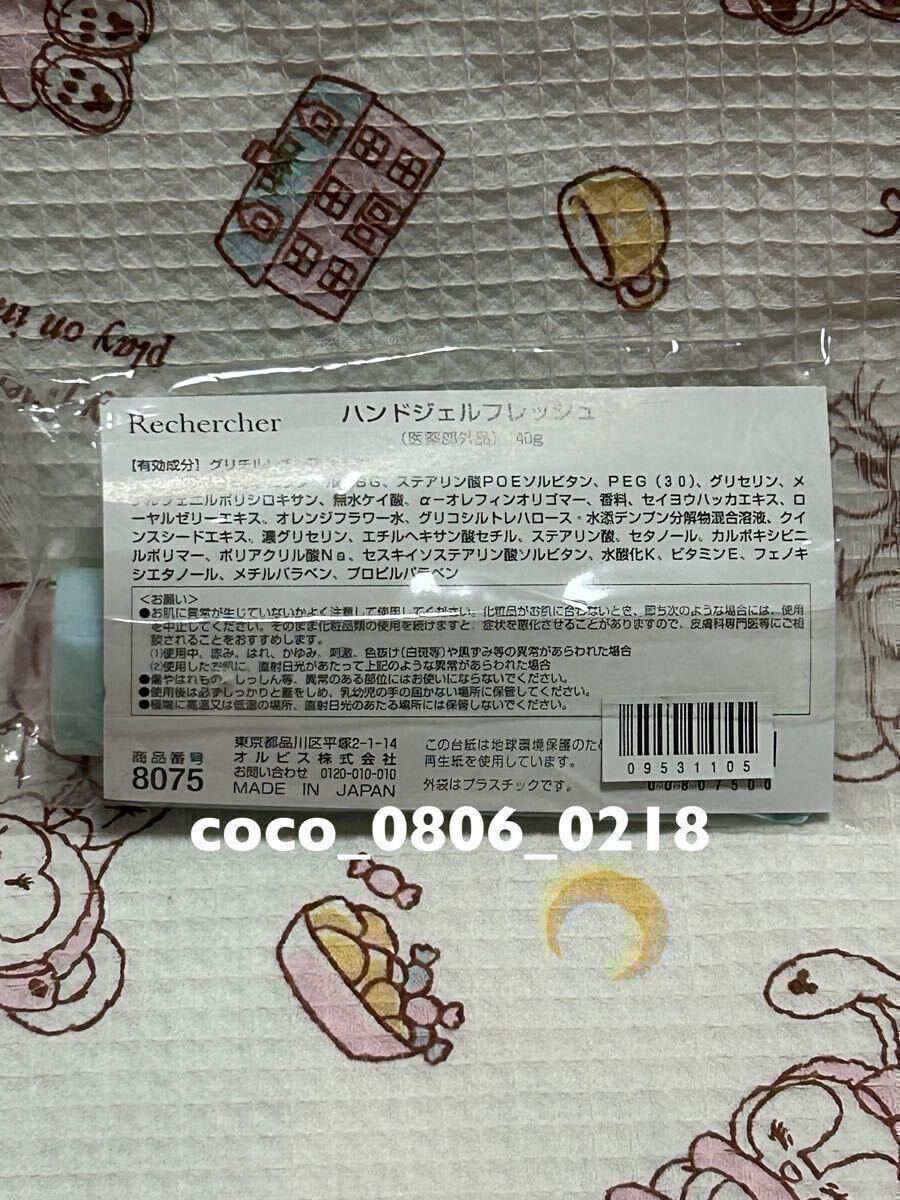 play on
Rechercher
ハンドジェルフレッシュ
(医薬部外品) 40g
【有効成分】グリチルリチン
BG、ステアリン酸POEソルビタン、PEG(30)、グリセリン、メ
チルフェニルポリシロキサン、無水ケイ酸。α-オレフィンオリゴマー、香料、セイヨウハッカエキス、ロ
ーヤルゼリーエキス、オレンジフラワー水、グリコシルトレハロース・水添デンプン分解物混合溶液、クイ
ンスシードエキス。濃グリセリン、エチルヘキサン酸セチル、ステアリン酸。セタノール。カルボキシビニ
ルポリマー、ポリアクリル酸Na、セスキイソステアリン酸ソルビタン、水酸化K、ビタミンE、フェノキ
シエタノール、メチルパラベン、プロピルパラベン
<お願い>
●お肌に異常が生じていないかよく注意して使用してください。化粧品がお肌に合わないとき、即ち次のような場合には、使用
を中止してください。そのまま化粧品類の使用を続けますと、症状を悪化させることがありますので、皮膚科専門医等にご相
談されることをおすすめします。
(1)使用中、赤み。はれ、かゆみ。刺激、色抜け(白斑等)や黒ずみ等の異常があらわれた場合
(2)使用したお肌に、直射日光があたって上記のような異常があらわれた場合
●傷やはれもの、しっしん等、異常のある部位にはお使いにならないでください。
●使用後は必ずしっかりと蓋をしめ、乳幼児の手の届かない場所に保管してください。
●極端に高温又は低温の場所、直射日光のあたる場所には保管しないでください。
商品番号
8075
東京都品川区平塚2-1-14
オルビス株式会社
お問い合わせ 0120-010-010
MADE IN JAPAN
この台紙は地球環境保護のため
再生紙を使用しています。
外袋はプラスチックです。
09531105
00807500
coco_0806_0218